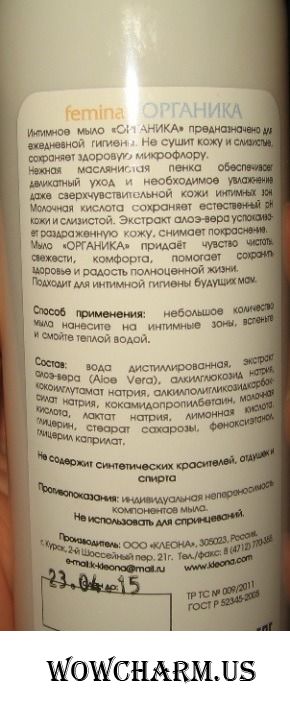 femina ОРГАНИКА
Интимное мыло «ОРГАНИКА» предназначено для
ежедневной гигиены. Не сушит кожу и слизистые,
сохраняет здоровую микрофлору.
Нежная маслянистая пенка обеспечивает
деликатный уход и необходимое увлажнение
даже сверхчувствительной кожи интимных зон.
Молочная кислота сохраняет естественный pH
кожи и слизистой. Экстракт алоэ-вера успокаива-
ет раздраженную кожу, снимает покраснение.
Мыло «ОРГАНИКА» придаёт чувство чистоты,
свежести, комфорта, помогает сохранить
здоровье и радость полноценной жизни.
Подходит для интимной гигиены будущих мам.
Способ применения: небольшое количество
мыла нанесите на интимные зоны, вспеньте
и смойте теплой водой.
Состав: вода дистиллированная, экстракт
алоэ-вера (Aloe Vera), алкилглюкозид натрия,
кокоилглутамат натрия, алкилполигликозидкарбок-
силат натрия, кокамидопропилбетаин, молочная
кислота, лактат натрия, лимонная кислота,
глицерин, стеарат сахарозы, феноксиэтанол,
глицерил каприлат.
Не содержит синтетических красителей, отдушек и
спирта
Противопоказания: индивидуальная непереносимость
компонентов мыла.
Не использовать для спринцеваний.
Производитель: ООО «КЛЕОНА», 305023, Россия,
г. Курск, 2-й Шоссейный пер. 21г. Тел./факс: 8 (4712)
e-mail: k-kleona@mail.ru www.kleona.com
23.04.15
до:
ТР ТС № 009/2011
ГОСТ Р 52345-2005
WOWCHARM.US